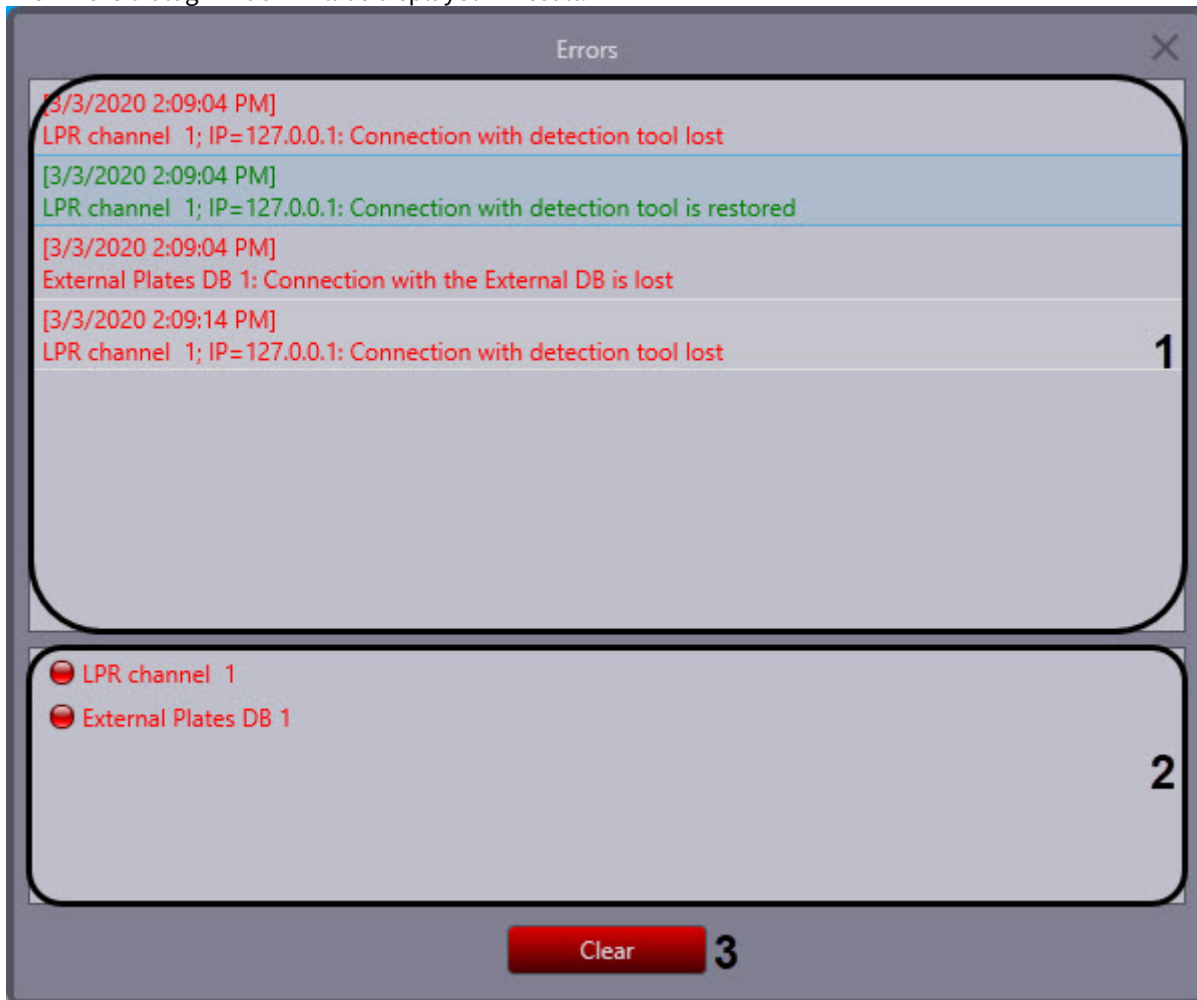 Errors
[3/3/2020 2:09:04 PM]
LPR channel  1; IP=127.0.0.1: Connection with detection tool lost
[3/3/2020 2:09:04 PM]
LPR channel  1; IP=127.0.0.1: Connection with detection tool is restored
[3/3/2020 2:09:04 PM]
External Plates DB 1: Connection with the External DB is lost
[3/3/2020 2:09:14 PM]
LPR channel  1; IP=127.0.0.1: Connection with detection tool lost
1
LPR channel  1
External Plates DB 1
2
Clear
3